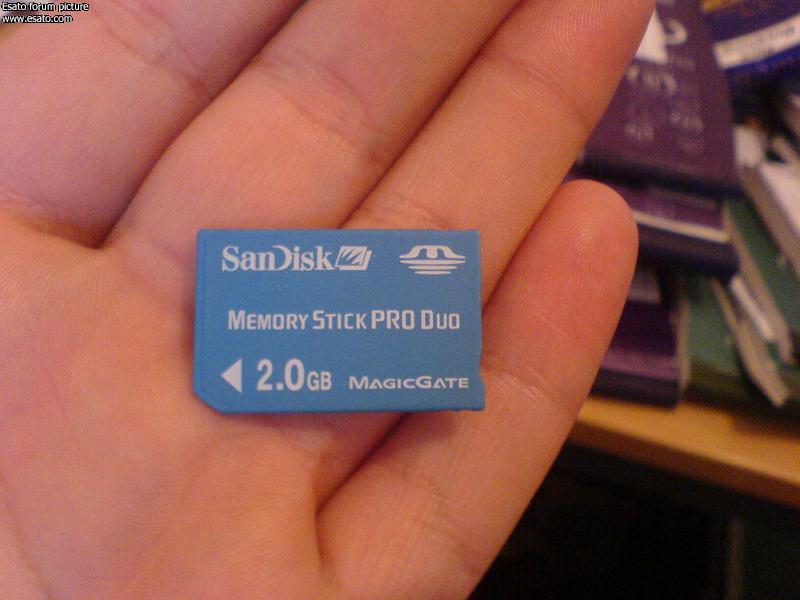 Esato forum picture
www.esato.com
SanDisk
MEMORY STICK PRO DUO
2.0GB MAGICGATE